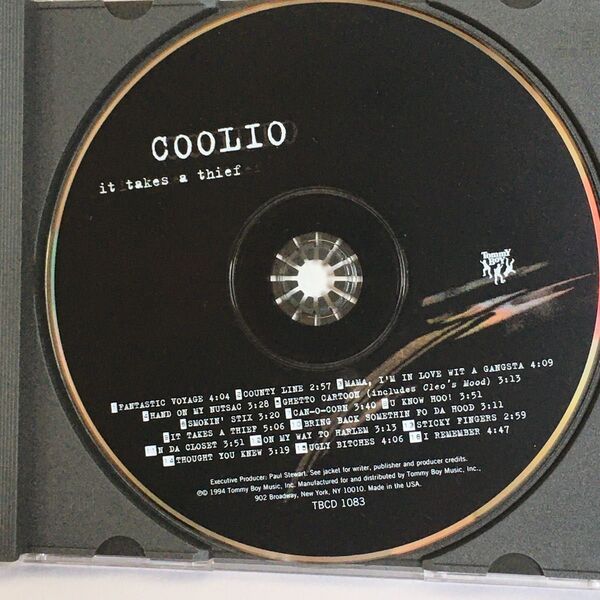 COOLIO
it takes a thief
Tommy
Boy
1 FANTASTIC VOYAGE 4:04 2 COUNTY LINE 2:57 3 MAMA, I'M IN LOVE WIT A GANGSTA 4:09
HAND ON MY NUTSAC 3:28 GHETTO CARTOON (includes Cleo's Mood) 3:13
SMOKIN' STIX 3:20 CAN-O-CORN 3:40 U KNOW HOO! 3:51
IT TAKES A THIEF 5:06 BRING BACK SOMETHIN FO DA HOOD 3:11
N DA CLOSET 3:51 ON MY WAY TO HARLEM 3:13 STICKY FINGERS 2:59
THOUGHT YOU KNEW 3:19 UGLY BITCHES 4:06 I REMEMBER 4:47
Executive Producer: Paul Stewart. See jacket for writer, publisher and producer credits.
℗© 1994 Tommy Boy Music, Inc. Manufactured for and distributed by Tommy Boy Music, Inc.,
902 Broadway, New York, NY 10010. Made in the USA.
TBCD 1083